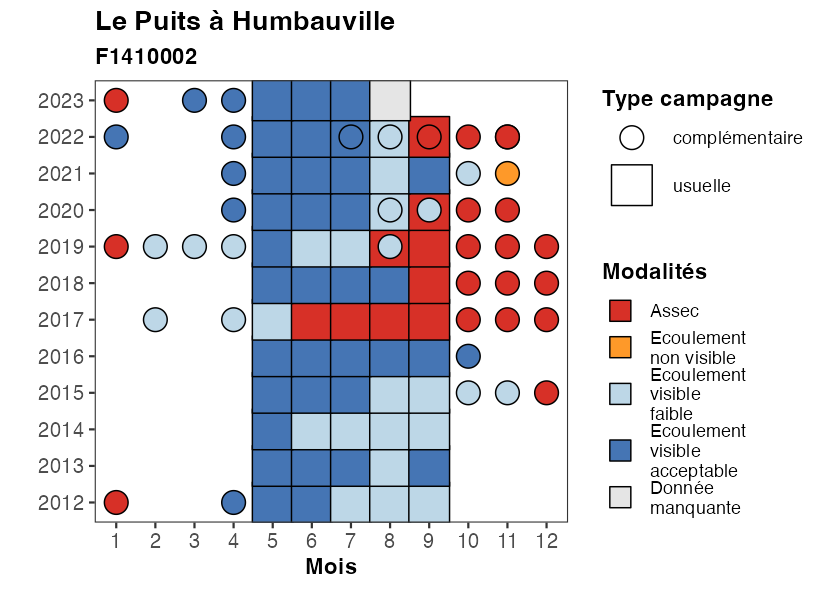 Le Puits à Humbauville
F1410002
2023
2022
2021
2020
2019
2018
2017
2016
2015
2014
2013
2012
1 2 3 4 5 6 7 8 9 10 11 12
Mois
Type campagne
complémentaire
usuelle
Modalités
Assec
Ecoulement
non visible
Ecoulement
visible
faible
Ecoulement
visible
acceptable
Donnée
manquante